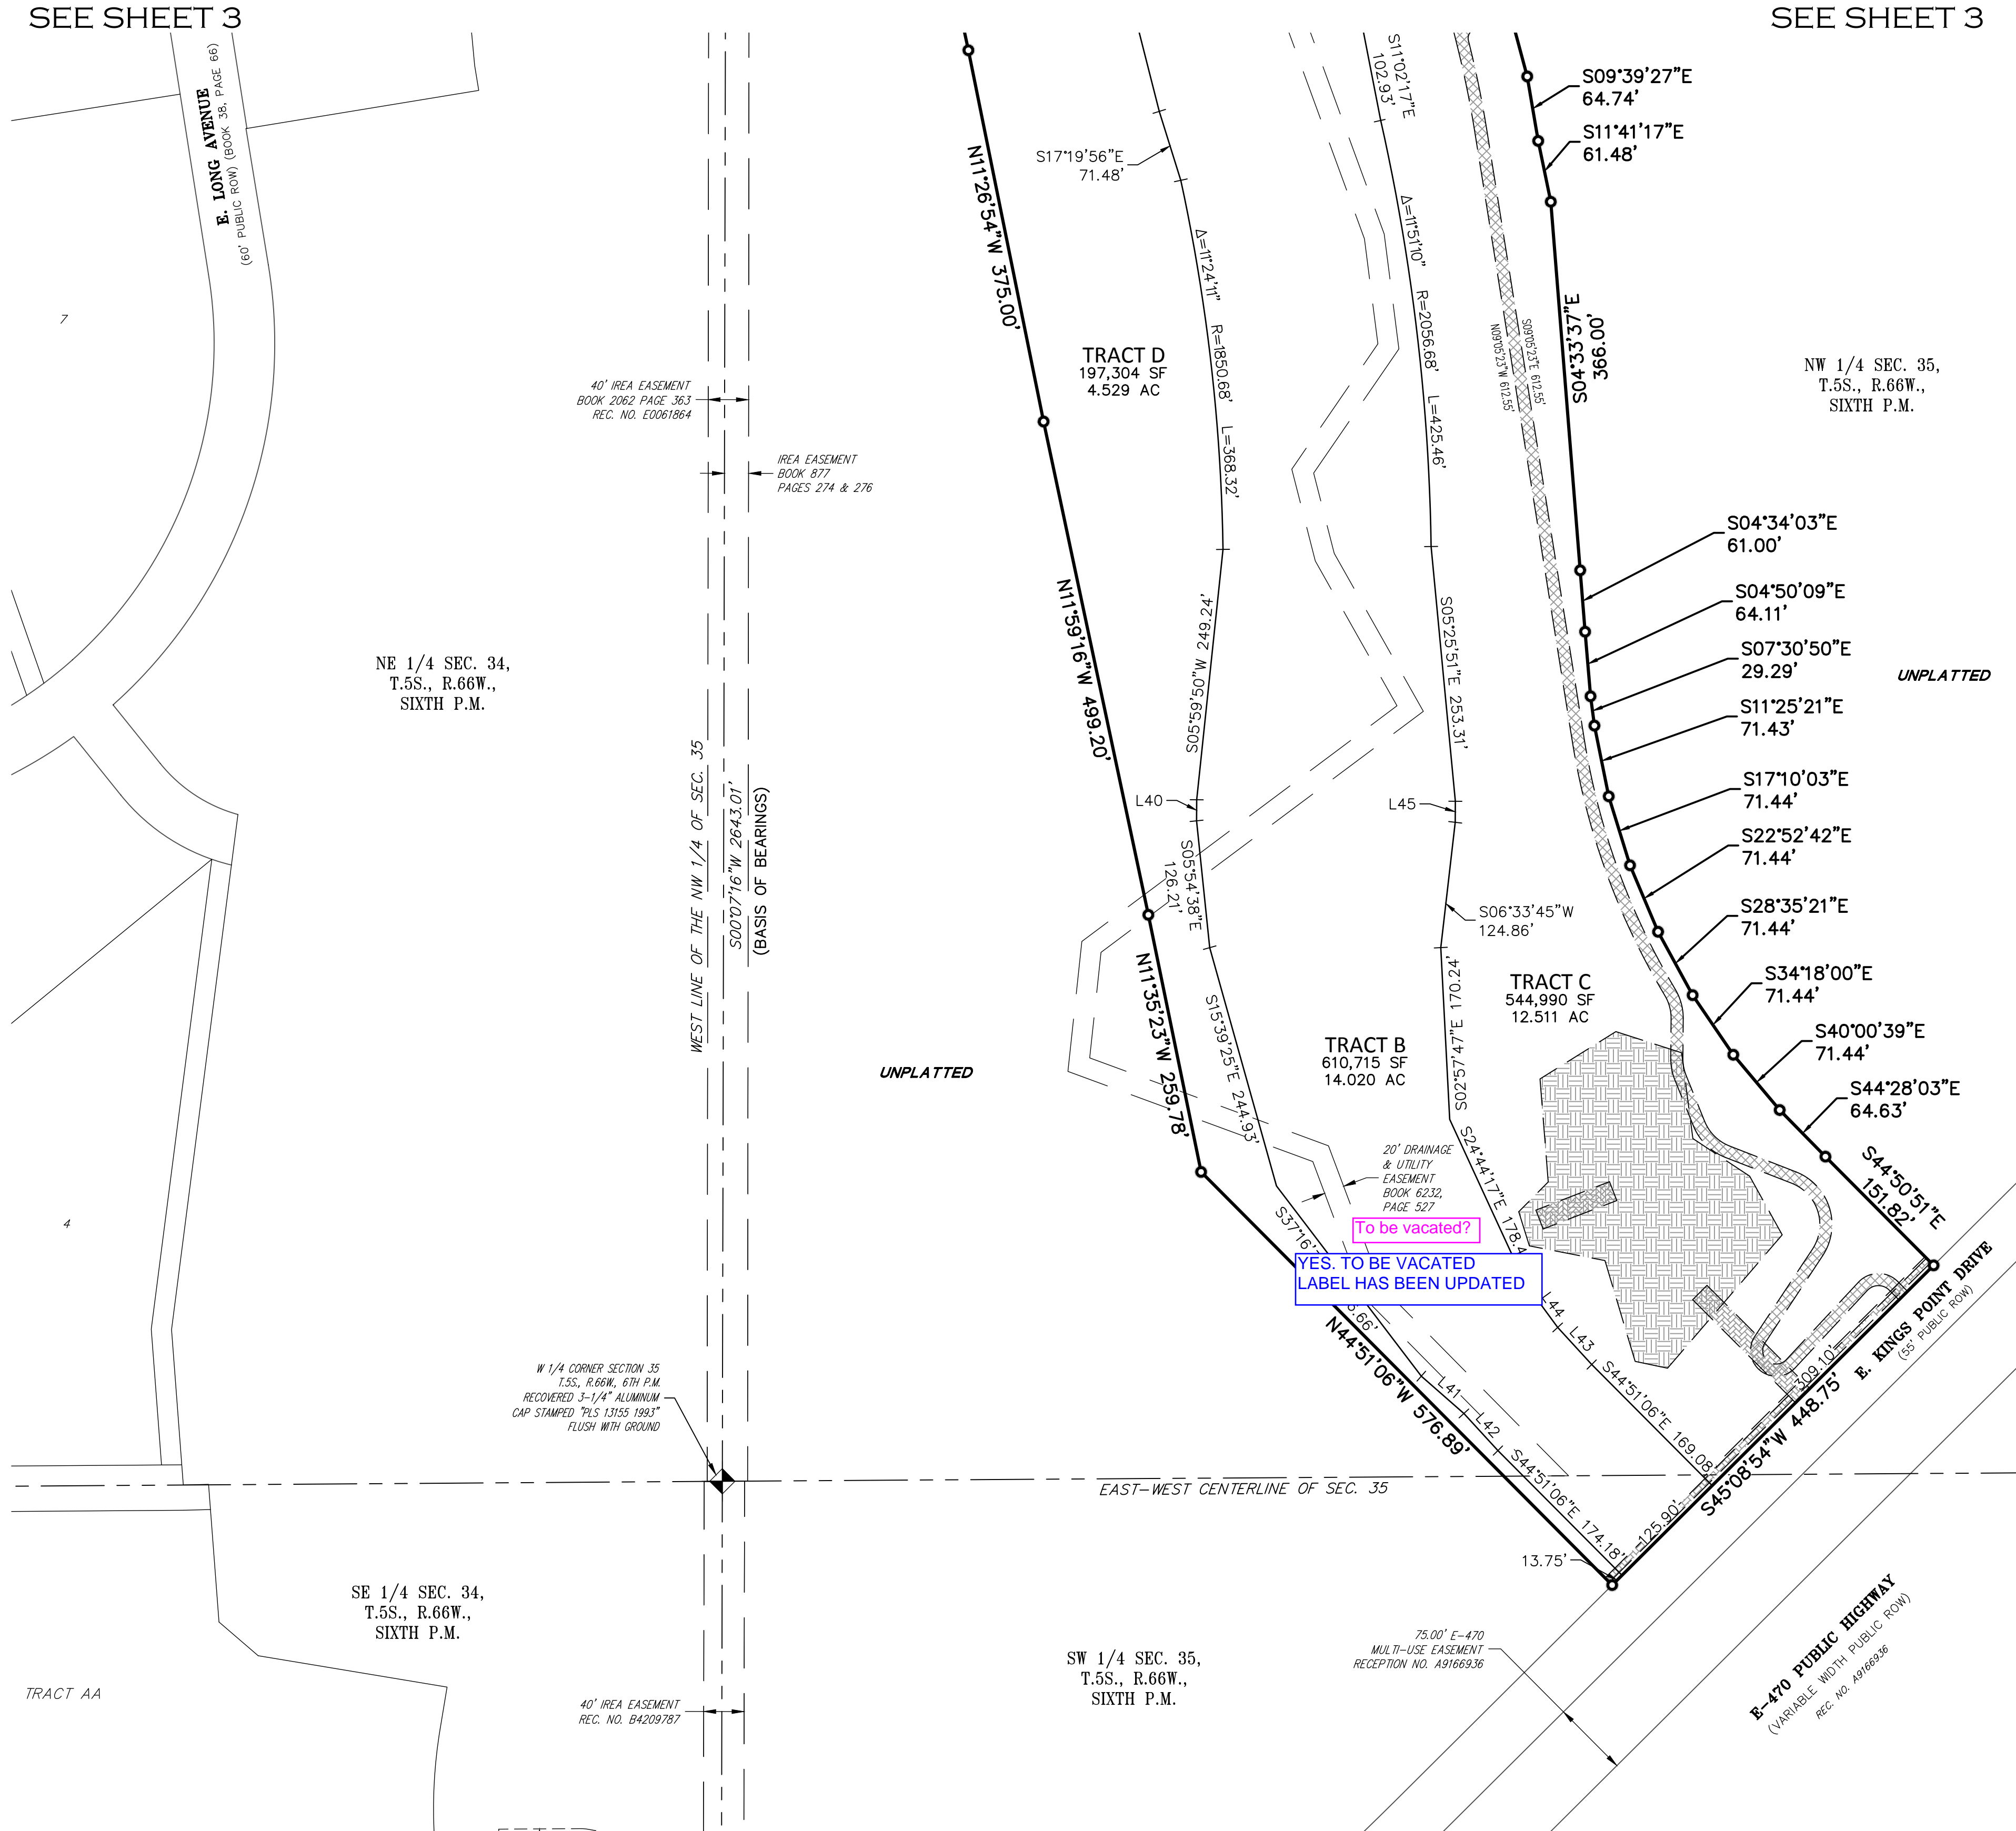 SEE SHEET 3
SEE SHEET 3
E. LONG AVENUE
(60' PUBLIC ROW) (BOOK 38, PAGE 66)
7
40' IREA EASEMENT
BOOK 2062 PAGE 363
REC. NO. E0061864
IREA EASEMENT
BOOK 877
PAGES 274 & 276
NE 1/4 SEC. 34,
T.5S., R.66W.,
SIXTH P.M.
WEST LINE OF THE NW 1/4 OF SEC. 35
S00°07'16"W 2643.01'
(BASIS OF BEARINGS)
N11°26'54"W 375.00'
N11°59'16"W 499.20'
N11°35'23"W 259.78'
N44°51'06"W 576.89'
S17°19'56"E
71.48'
Δ=11°24'11" R=1850.68' L=368.32'
TRACT D
197,304 SF
4.529 AC
S05°59'50"W 249.24'
L40
S05°54'38"E
126.21'
S15°39'25"E 244.93'
S37°16'
5.66'
L41
L42
S44°51'06"E 174.18'
S11°02'17"E
102.93'
Δ=11°51'10" R=2056.68' L=425.46'
S05°25'51"E 253.31'
L45
S06°33'45"W
124.86'
S02°57'47"E 170.24'
S24°44'17"E 178.4
L44
L43
S44°51'06"E 169.08'
N09°05'23"W 612.55'
S09°05'23"E 612.55'
S09°39'27"E
64.74'
S11°41'17"E
61.48'
S04°33'37"E
366.00'
NW 1/4 SEC. 35,
T.5S., R.66W.,
SIXTH P.M.
S04°34'03"E
61.00'
S04°50'09"E
64.11'
S07°30'50"E
29.29'
UNPLATTED
S11°25'21"E
71.43'
S17°10'03"E
71.44'
S22°52'42"E
71.44'
S28°35'21"E
71.44'
S34°18'00"E
71.44'
S40°00'39"E
71.44'
S44°28'03"E
64.63'
S44°50'51"E
151.82'
TRACT C
544,990 SF
12.511 AC
TRACT B
610,715 SF
14.020 AC
UNPLATTED
20' DRAINAGE
& UTILITY
EASEMENT
BOOK 6232,
PAGE 527
To be vacated?
YES. TO BE VACATED
LABEL HAS BEEN UPDATED
4
W 1/4 CORNER SECTION 35
T.5S., R.66W., 6TH P.M.
RECOVERED 3-1/4" ALUMINUM
CAP STAMPED "PLS 13155 1993"
FLUSH WITH GROUND
EAST-WEST CENTERLINE OF SEC. 35
309.10'
S45°08'54"W 448.75'
125.90'
13.75'
E. KINGS POINT DRIVE
(55' PUBLIC ROW)
SE 1/4 SEC. 34,
T.5S., R.66W.,
SIXTH P.M.
TRACT AA
40' IREA EASEMENT
REC. NO. B4209787
SW 1/4 SEC. 35,
T.5S., R.66W.,
SIXTH P.M.
75.00' E-470
MULTI-USE EASEMENT
RECEPTION NO. A9166936
E-470 PUBLIC HIGHWAY
(VARIABLE WIDTH PUBLIC ROW)
REC. NO. A9166936